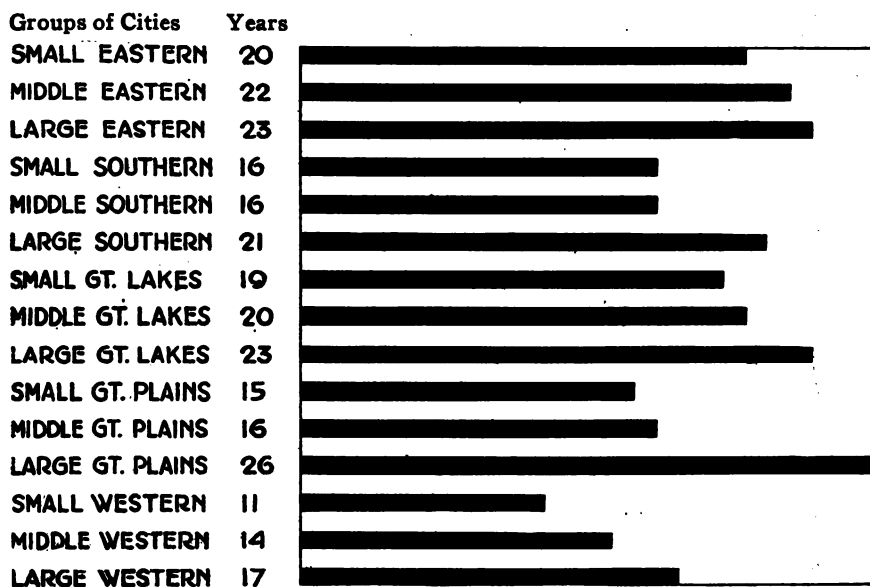 Groups of Cities Years
SMALL EASTERN 20
MIDDLE EASTERN 22
LARGE EASTERN 23
SMALL SOUTHERN 16
MIDDLE SOUTHERN 16
LARGE SOUTHERN 21
SMALL GT. LAKES 19
MIDDLE GT. LAKES 20
LARGE GT. LAKES 23
SMALL GT. PLAINS 15
MIDDLE GT. PLAINS 16
LARGE GT. PLAINS 26
SMALL WESTERN 11
MIDDLE WESTERN 14
LARGE WESTERN 17